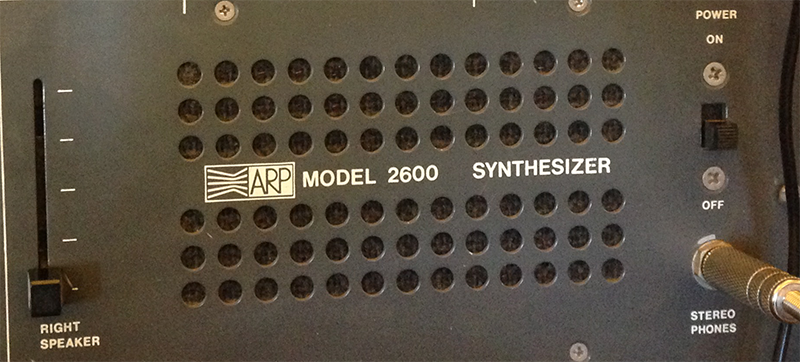 POWER
ON
ARP MODEL 2600 SYNTHESIZER
OFF
RIGHT
SPEAKER
STEREO
PHONES